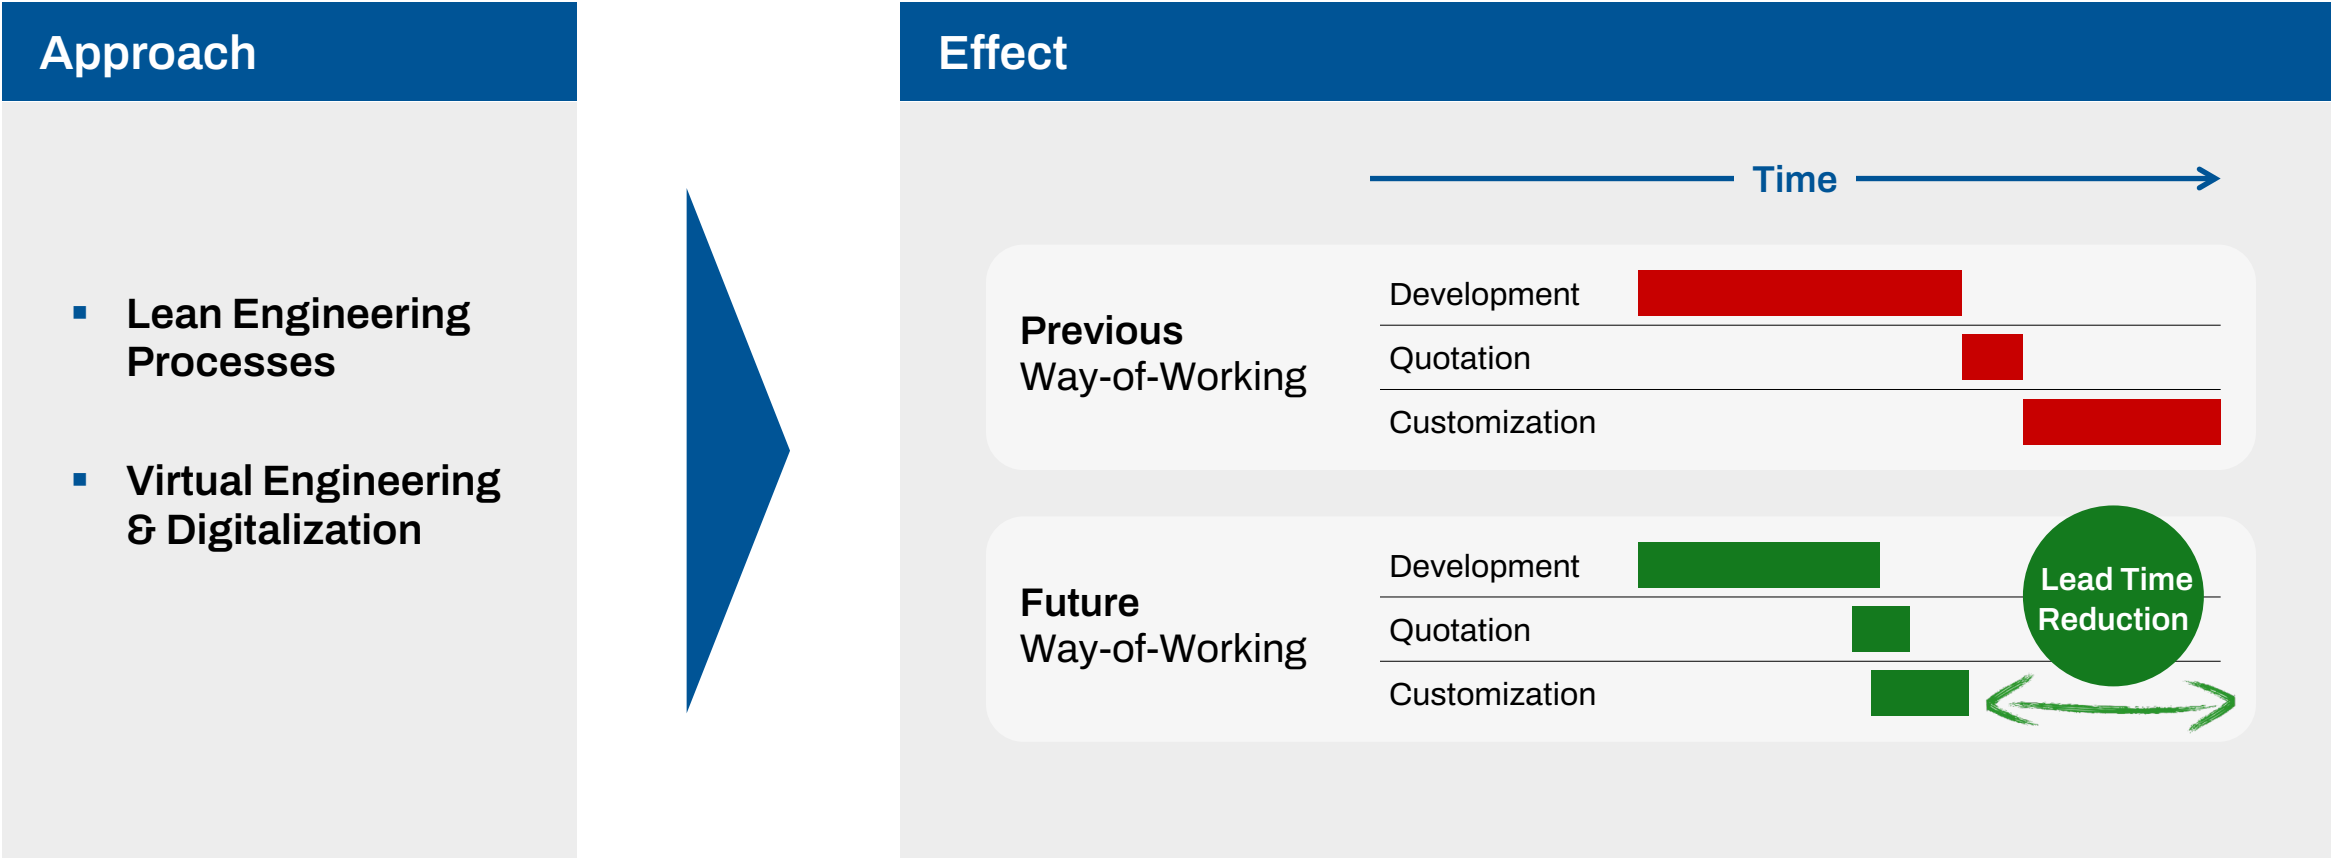 Approach
Lean Engineering
Processes
Virtual Engineering
& Digitalization
Effect
Time
Previous
Way-of-Working
Development
Quotation
Customization
Future
Way-of-Working
Development
Quotation
Customization
Lead Time
Reduction